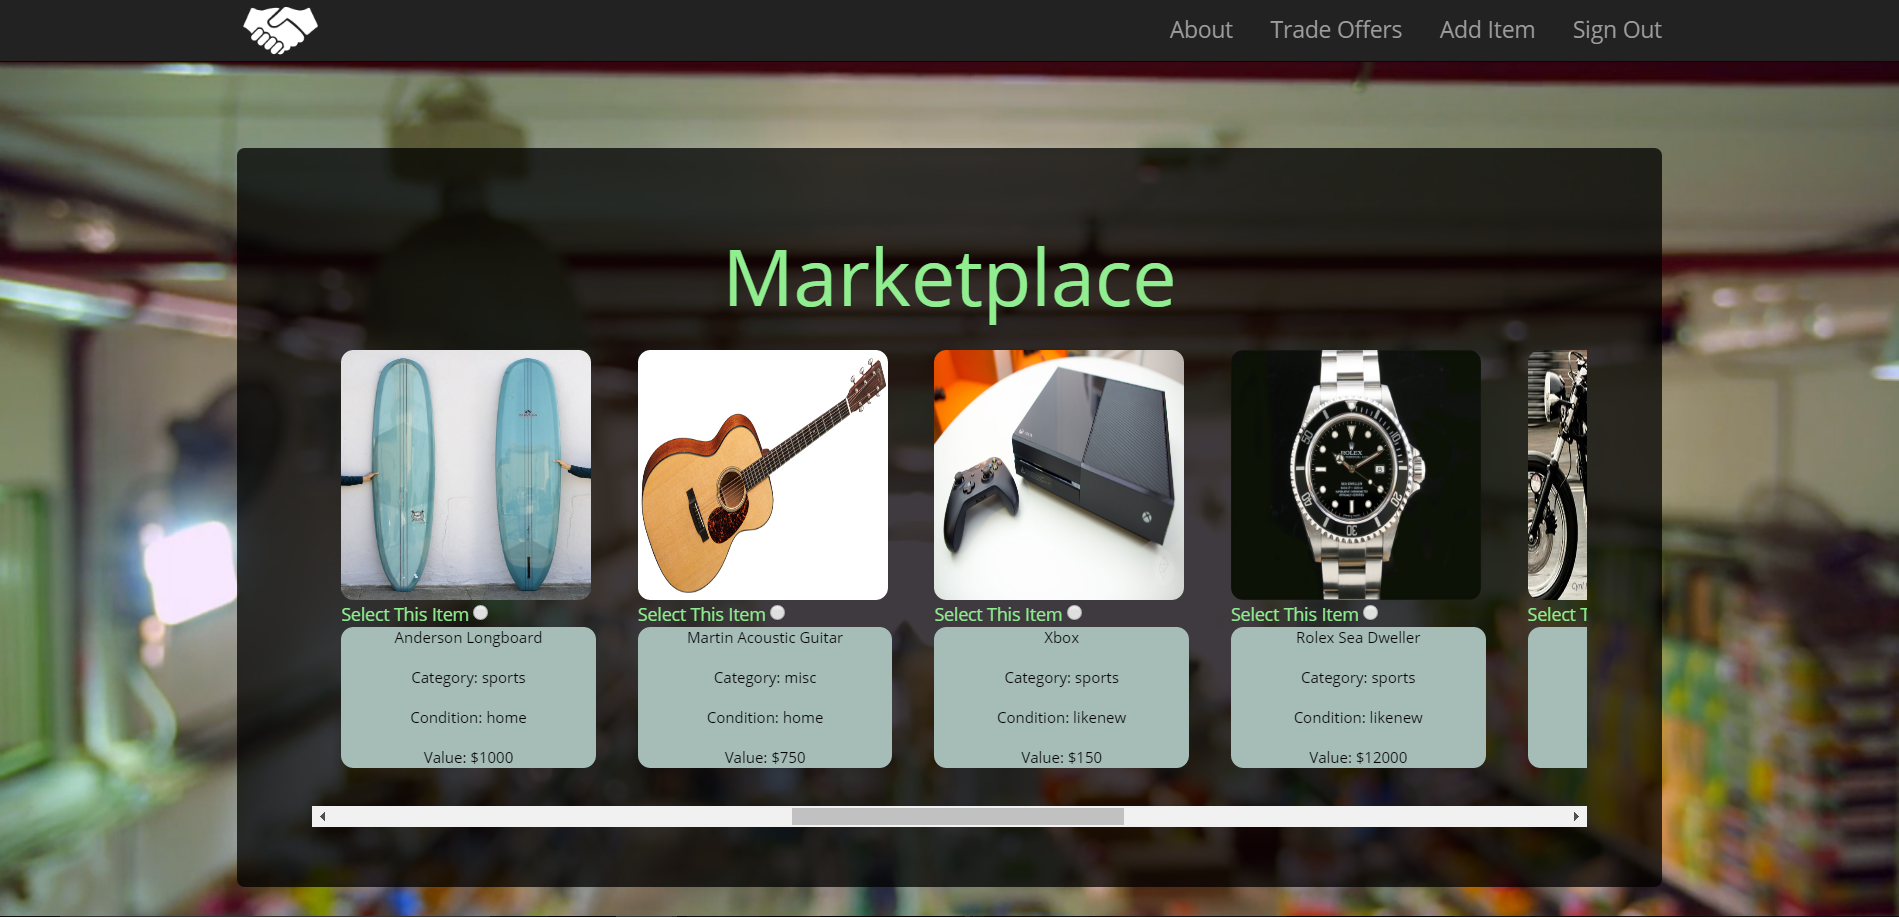 About Trade Offers Add Item Sign Out
Marketplace
ROLEX
Select This Item Select This Item Select This Item Select This Item Select T
Anderson Longboard
Category: sports
Condition: home
Value: $1000
Martin Acoustic Guitar
Category: misc
Condition: home
Value: $750
Xbox
Category: sports
Condition: likenew
Value: $150
Rolex Sea Dweller
Category: sports
Condition: likenew
Value: $12000